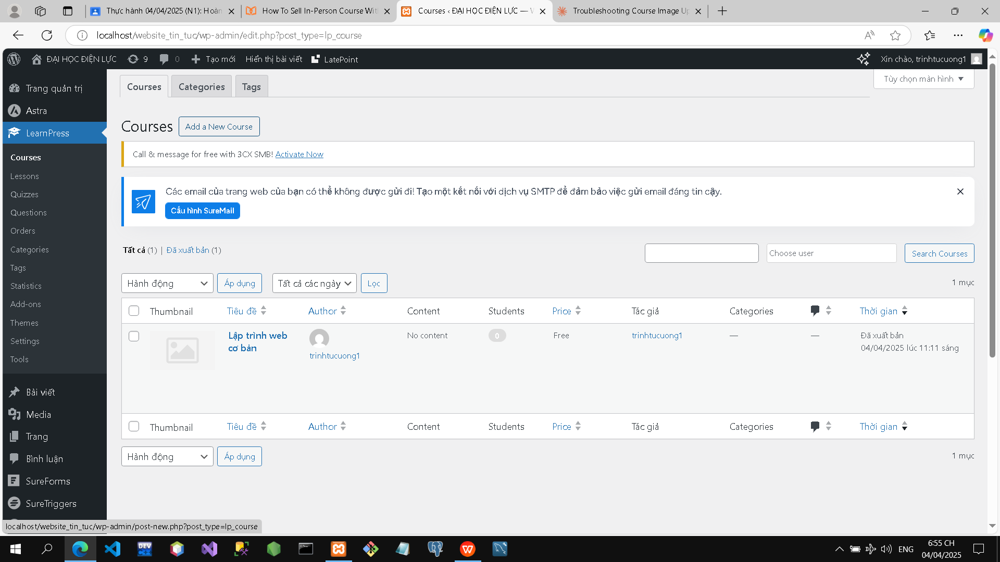 Thực hành 04/04/2025 (N1): Hoàn
How To Sell In-Person Course Wit
Courses ‹ ĐẠI HỌC ĐIỆN LỰC — W
Troubleshooting Course Image Up
localhost/website_tin_tuc/wp-admin/edit.php?post_type=lp_course
ĐẠI HỌC ĐIỆN LỰC
9
0
Tạo mới
Hiển thị bài viết
LatePoint
Xin chào, trinhtucuong1
Trang quản trị
Astra
LearnPress
Courses
Lessons
Quizzes
Questions
Orders
Categories
Tags
Statistics
Add-ons
Themes
Settings
Tools
Bài viết
Media
Trang
Bình luận
SureForms
SureTriggers
Courses
Categories
Tags
Tùy chọn màn hình
Courses
Add a New Course
Call & message for free with 3CX SMB! Activate Now
Các email của trang web của bạn có thể không được gửi đi! Tạo một kết nối với dịch vụ SMTP để đảm bảo việc gửi email đáng tin cậy.
Cấu hình SureMail
Tất cả (1) | Đã xuất bản (1)
Choose user
Search Courses
Hành động
Áp dụng
Tất cả các ngày
Lọc
1 mục
Thumbnail
Tiêu đề
Author
Content
Students
Price
Tác giả
Categories
Thời gian
Lập trình web
cơ bản
trinhtucuong1
No content
0
Free
trinhtucuong1
—
—
Đã xuất bản
04/04/2025 lúc 11:11 sáng
Thumbnail
Tiêu đề
Author
Content
Students
Price
Tác giả
Categories
Thời gian
Hành động
Áp dụng
1 mục
localhost/website_tin_tuc/wp-admin/post-new.php?post_type=lp_course
DEV
ENG
6:55 CH
04/04/2025